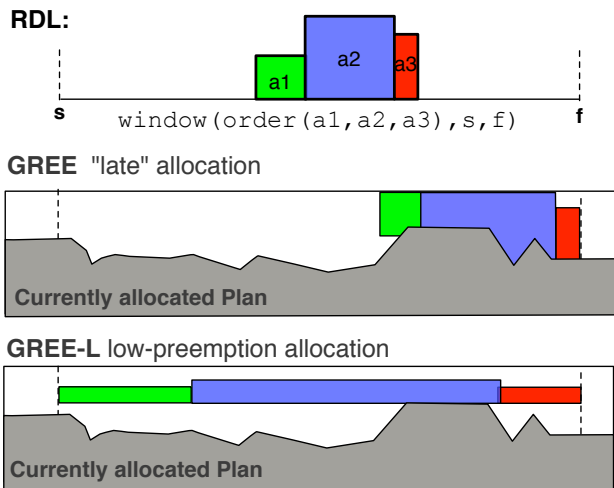 RDL:
a1
a2
a3
s
f
window(order(a1,a2,a3),s,f)
GREE "late" allocation
Currently allocated Plan
GREE-L low-preemption allocation
Currently allocated Plan